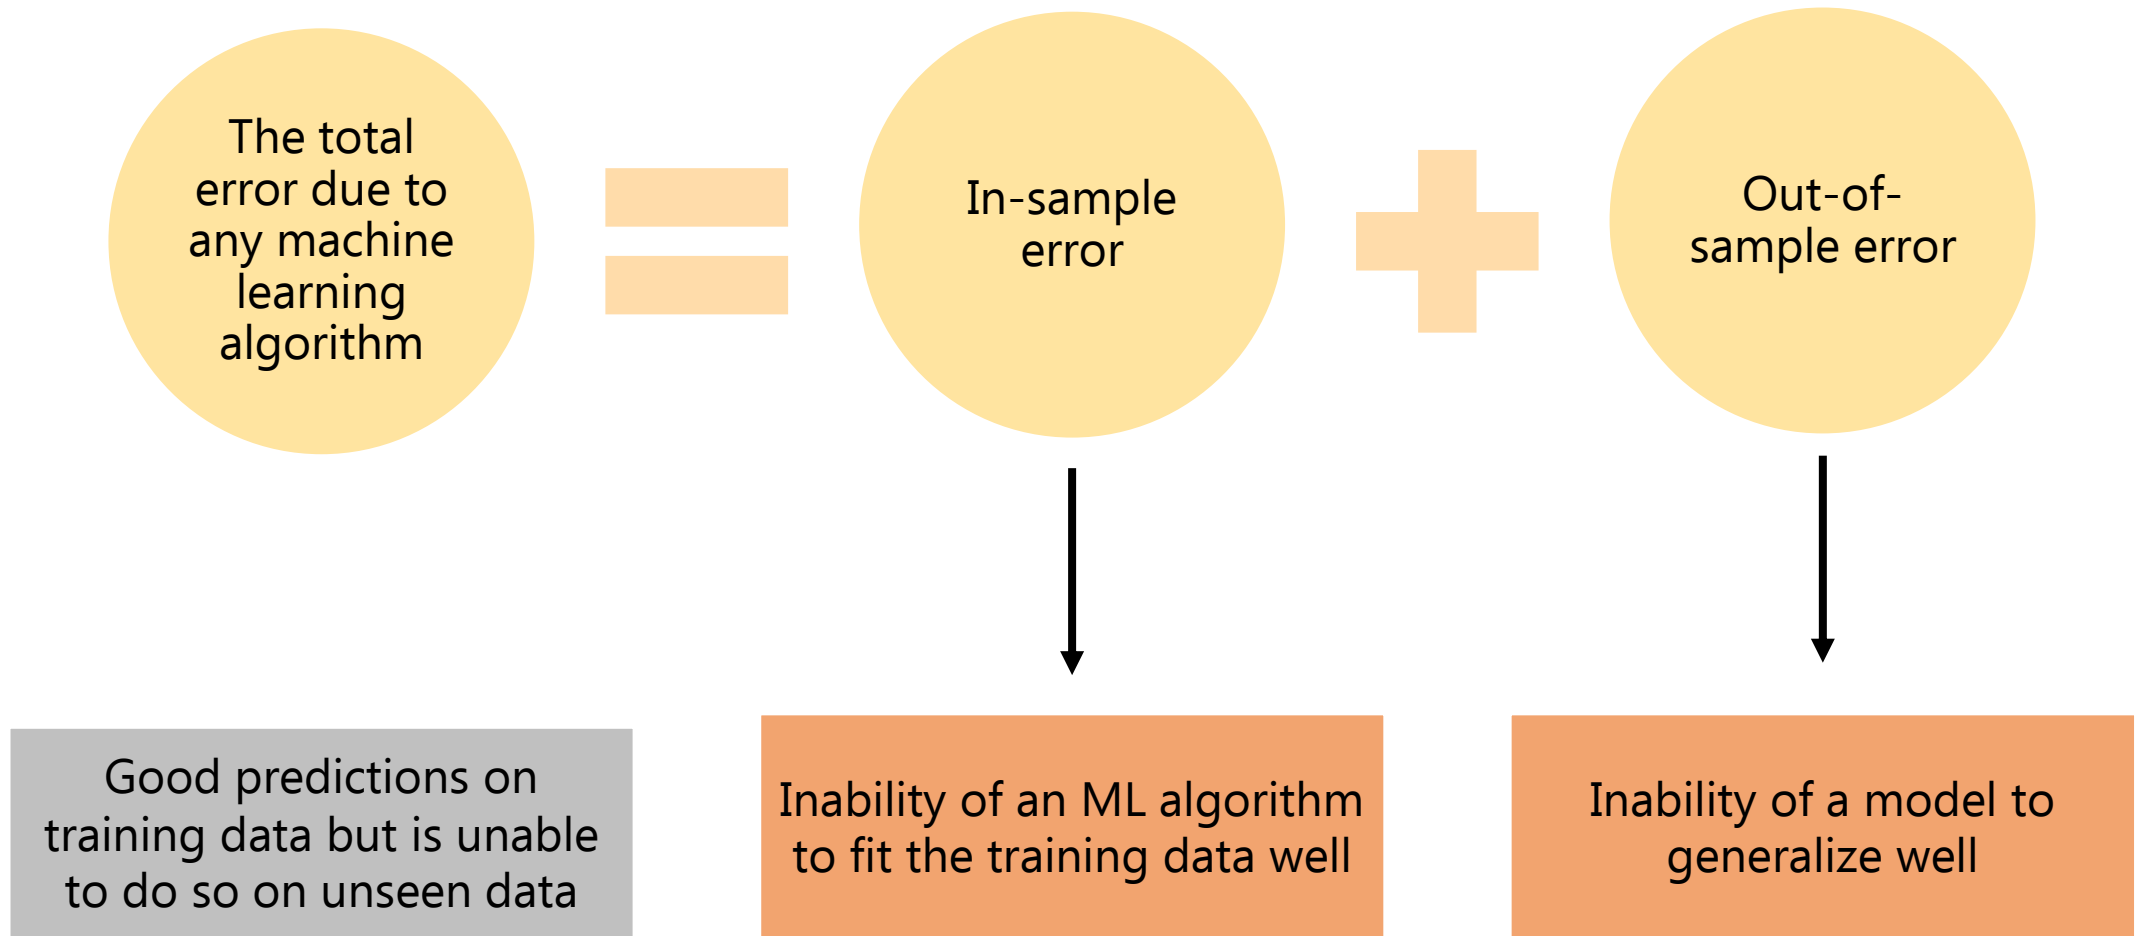 The total
error due to
any machine
learning
algorithm
In-sample
error
Out-of-
sample error
Good predictions on
training data but is unable
to do so on unseen data
Inability of an ML algorithm
to fit the training data well
Inability of a model to
generalize well